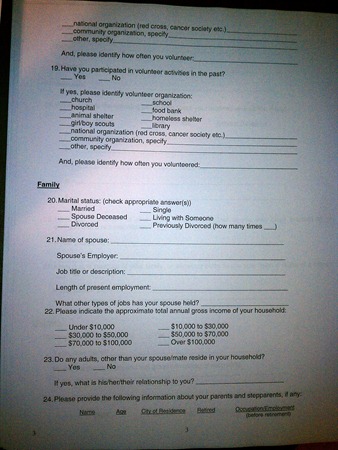 ___national organization (red cross, cancer society etc.)___
___community organization, specify___
___other, specify___
And, please identify how often you volunteer:___
19. Have you participated in volunteer activities in the past?
___ Yes ___ No
If yes, please identify volunteer organization:
___church ___school
___hospital ___food bank
___animal shelter ___homeless shelter
___girl/boy scouts ___library
___national organization (red cross, cancer society etc.)___
___community organization, specify___
___other, specify___
And, please identify how often you volunteered:___
Family
20. Marital status: (check appropriate answer(s))
___ Married ___ Single
___ Spouse Deceased ___ Living with Someone
___ Divorced ___ Previously Divorced (how many times ___)
21. Name of spouse: ___
Spouse's Employer: ___
Job title or description: ___
Length of present employment: ___
What other types of jobs has your spouse held? ___
22. Please indicate the approximate total annual gross income of your household:
___ Under $10,000 ___ $10,000 to $30,000
___ $30,000 to $50,000 ___ $50,000 to $70,000
___ $70,000 to $100,000 ___ Over $100,000
23. Do any adults, other than your spouse/mate reside in your household?
___ Yes ___ No
If yes, what is his/her/their relationship to you? ___
24. Please provide the following information about your parents and stepparents, if any:
Name Age City of Residence Retired Occupation/Employment
(before retirement)
3